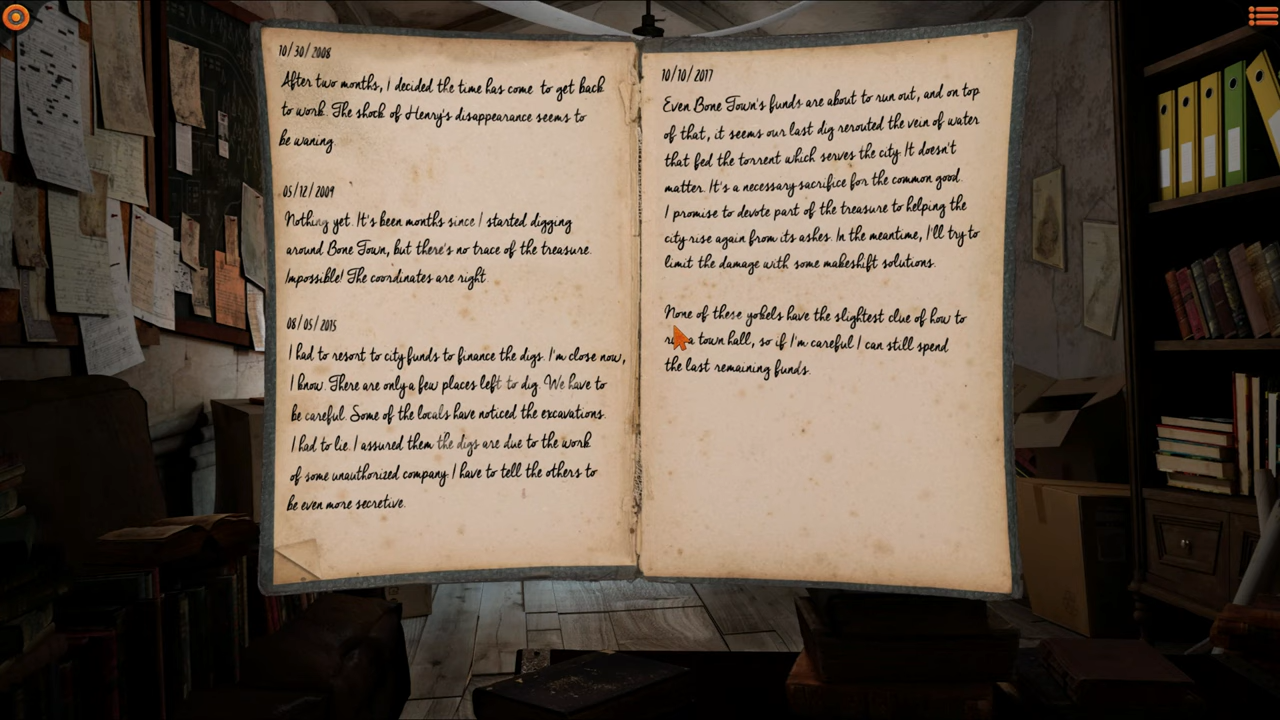 10/30/2008
After two months, I decided the time has come to get back
to work. The shock of Henry's disappearance seems to
be waning.
05/12/2009
Nothing yet. It's been months since I started digging
around Bone Town, but there's no trace of the treasure.
Impossible! The coordinates are right.
08/05/2015
I had to resort to city funds to finance the digs. I'm close now,
I know. There are only a few places left to dig. We have to
be careful. Some of the locals have noticed the excavations.
I had to lie. I assured them the digs are due to the work
of some unauthorized company. I have to tell the others to
be even more secretive.
10/10/2017
Even Bone Town's funds are about to run out, and on top
of that, it seems our last dig rerouted the vein of water
that fed the torrent which serves the city. It doesn't
matter. It's a necessary sacrifice for the common good.
I promise to devote part of the treasure to helping the
city rise again from its ashes. In the meantime, I'll try to
limit the damage with some makeshift solutions.
None of these yokels have the slightest clue of how to
a town hall, so if I'm careful I can still spend
the last remaining funds.